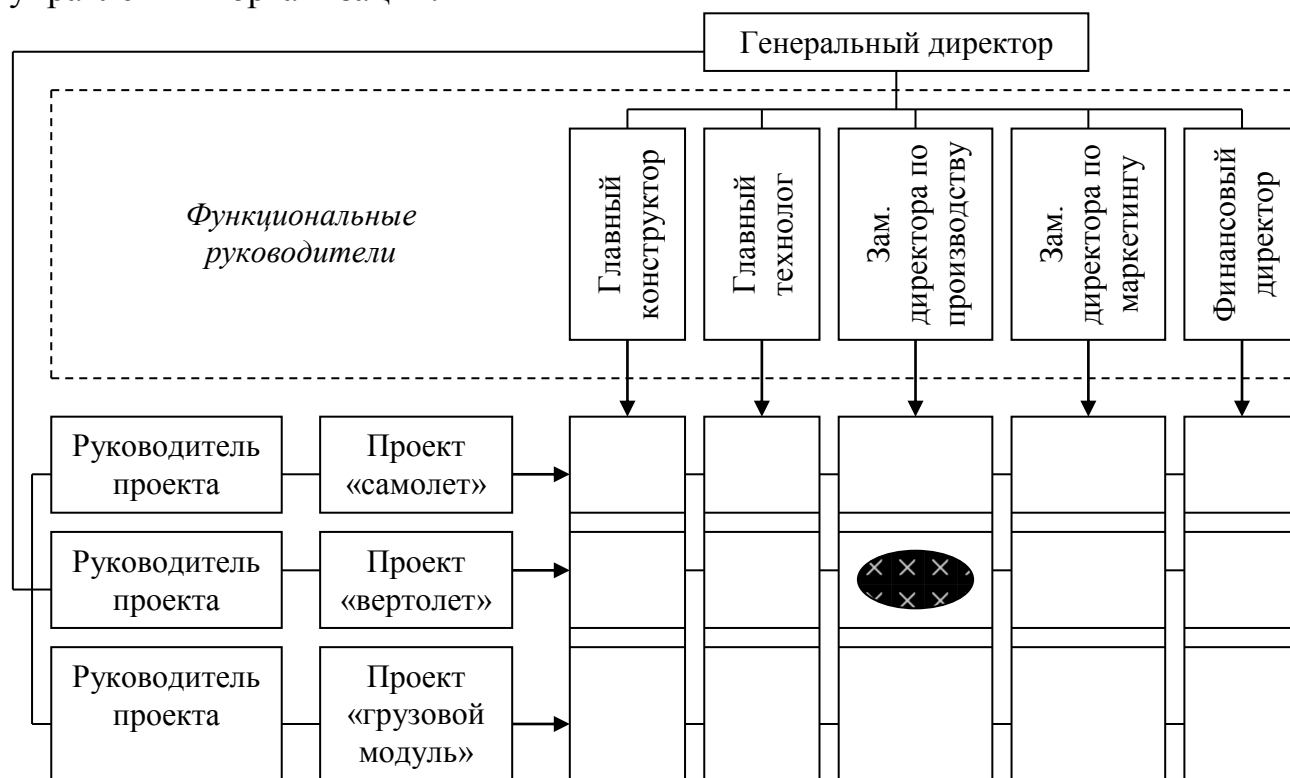 Генеральный директор
Функциональные
руководители
Главный
конструктор
Главный
технолог
Зам.
директора по
производству
Зам.
директора по
маркетингу
Финансовый
директор
Руководитель
проекта
Проект
«самолет»
Руководитель
проекта
Проект
«вертолет»
Руководитель
проекта
Проект
«грузовой
модуль»